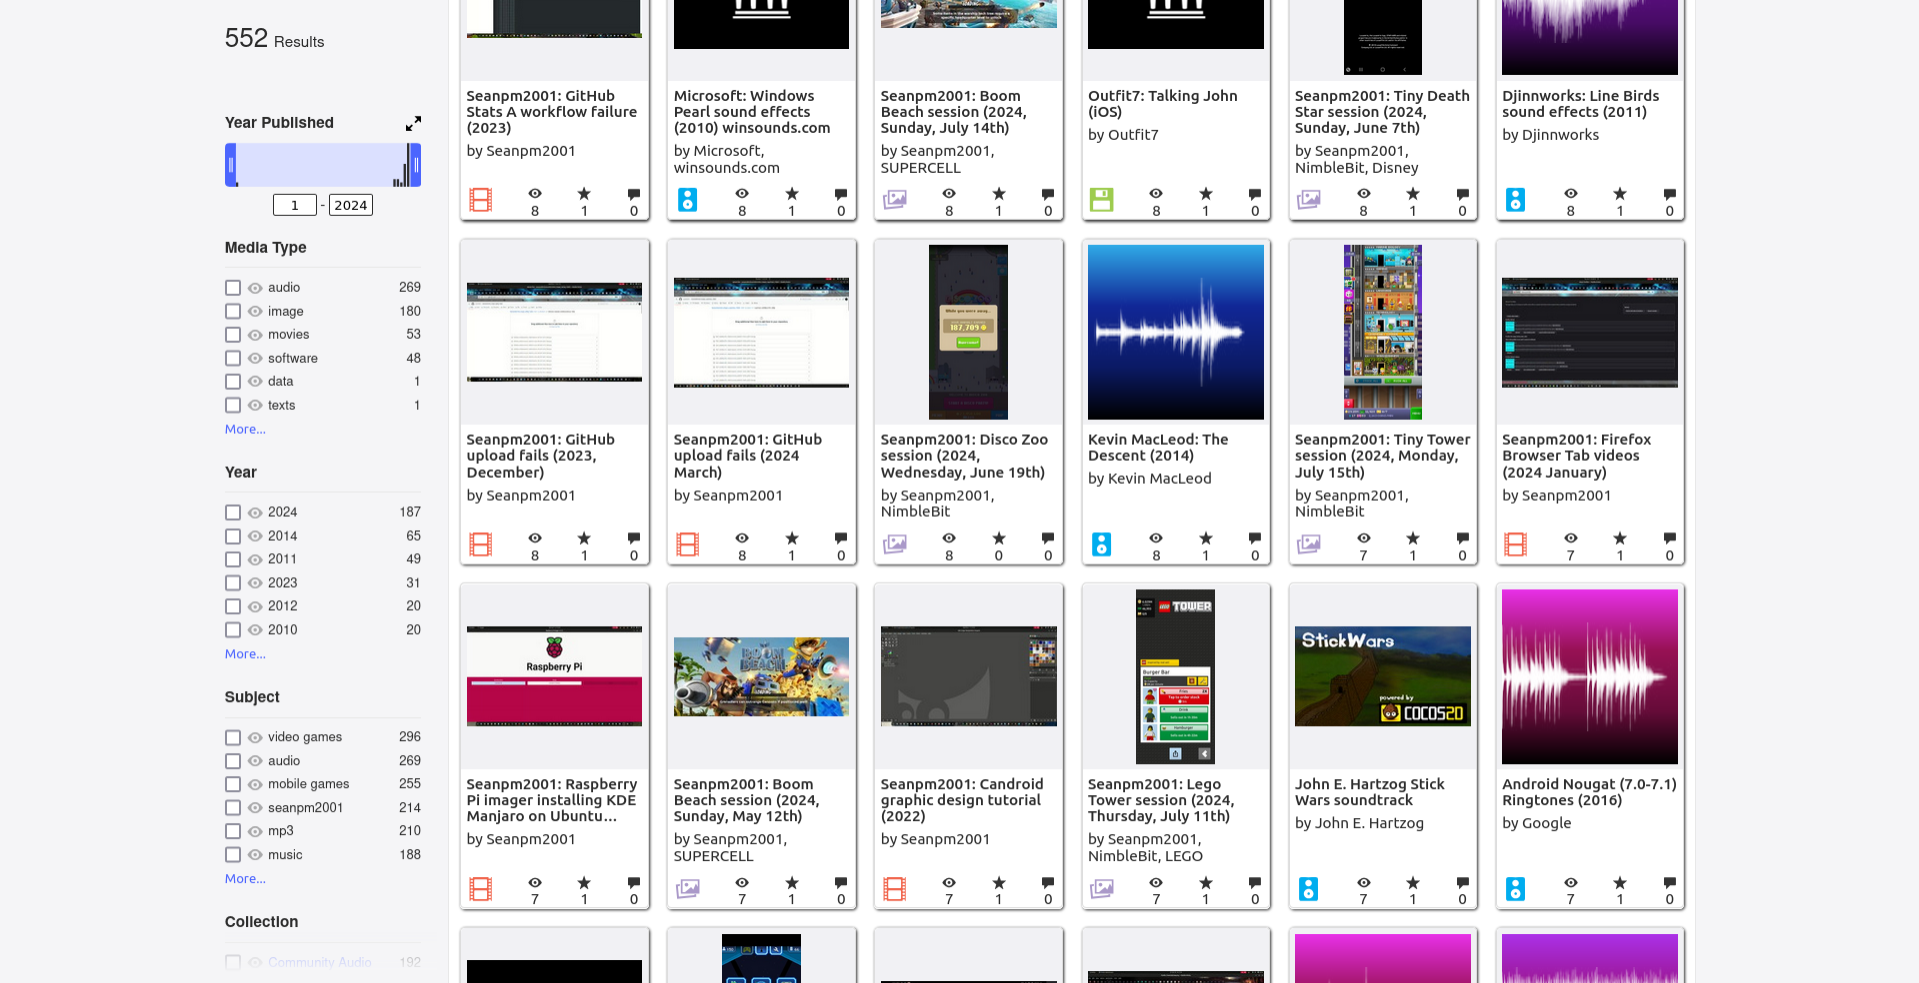 552 Results
Year Published
1 - 2024
Media Type
audio 269
image 180
movies 53
software 48
data 1
texts 1
More...
Year
2024 187
2014 65
2011 49
2023 31
2012 20
2010 20
More...
Subject
video games 296
audio 269
mobile games 255
seanpm2001 214
mp3 210
music 188
More...
Collection
Community Audio 192
Seanpm2001: GitHub
Stats A workflow failure
(2023)
by Seanpm2001
8 1 0
Microsoft: Windows
Pearl sound effects
(2010) winsounds.com
by Microsoft,
winsounds.com
8 1 0
Seanpm2001: Boom
Beach session (2024,
Sunday, July 14th)
by Seanpm2001,
SUPERCELL
8 1 0
Outfit7: Talking John
(iOS)
by Outfit7
8 1 0
Seanpm2001: Tiny Death
Star session (2024,
Sunday, June 7th)
by Seanpm2001,
NimbleBit, Disney
8 1 0
Djinnworks: Line Birds
sound effects (2011)
by Djinnworks
8 1 0
Seanpm2001: GitHub
upload fails (2023,
December)
by Seanpm2001
8 1 0
Seanpm2001: GitHub
upload fails (2024
March)
by Seanpm2001
8 1 0
187,709
Seanpm2001: Disco Zoo
session (2024,
Wednesday, June 19th)
by Seanpm2001,
NimbleBit
8 0 0
Kevin MacLeod: The
Descent (2014)
by Kevin MacLeod
8 1 0
Seanpm2001: Tiny Tower
session (2024, Monday,
July 15th)
by Seanpm2001,
NimbleBit
7 1 0
Seanpm2001: Firefox
Browser Tab videos
(2024 January)
by Seanpm2001
7 1 0
Raspberry Pi
Seanpm2001: Raspberry
Pi imager installing KDE
Manjaro on Ubuntu...
by Seanpm2001
7 1 0
BOOM
BEACH
Seanpm2001: Boom
Beach session (2024,
Sunday, May 12th)
by Seanpm2001,
SUPERCELL
7 1 0
Seanpm2001: Candroid
graphic design tutorial
(2022)
by Seanpm2001
7 1 0
LEGO TOWER
Burger Bar
Seanpm2001: Lego
Tower session (2024,
Thursday, July 11th)
by Seanpm2001,
NimbleBit, LEGO
7 1 0
StickWars
powered by
COCOS2D
John E. Hartzog Stick
Wars soundtrack
by John E. Hartzog
7 1 0
Android Nougat (7.0-7.1)
Ringtones (2016)
by Google
7 1 0